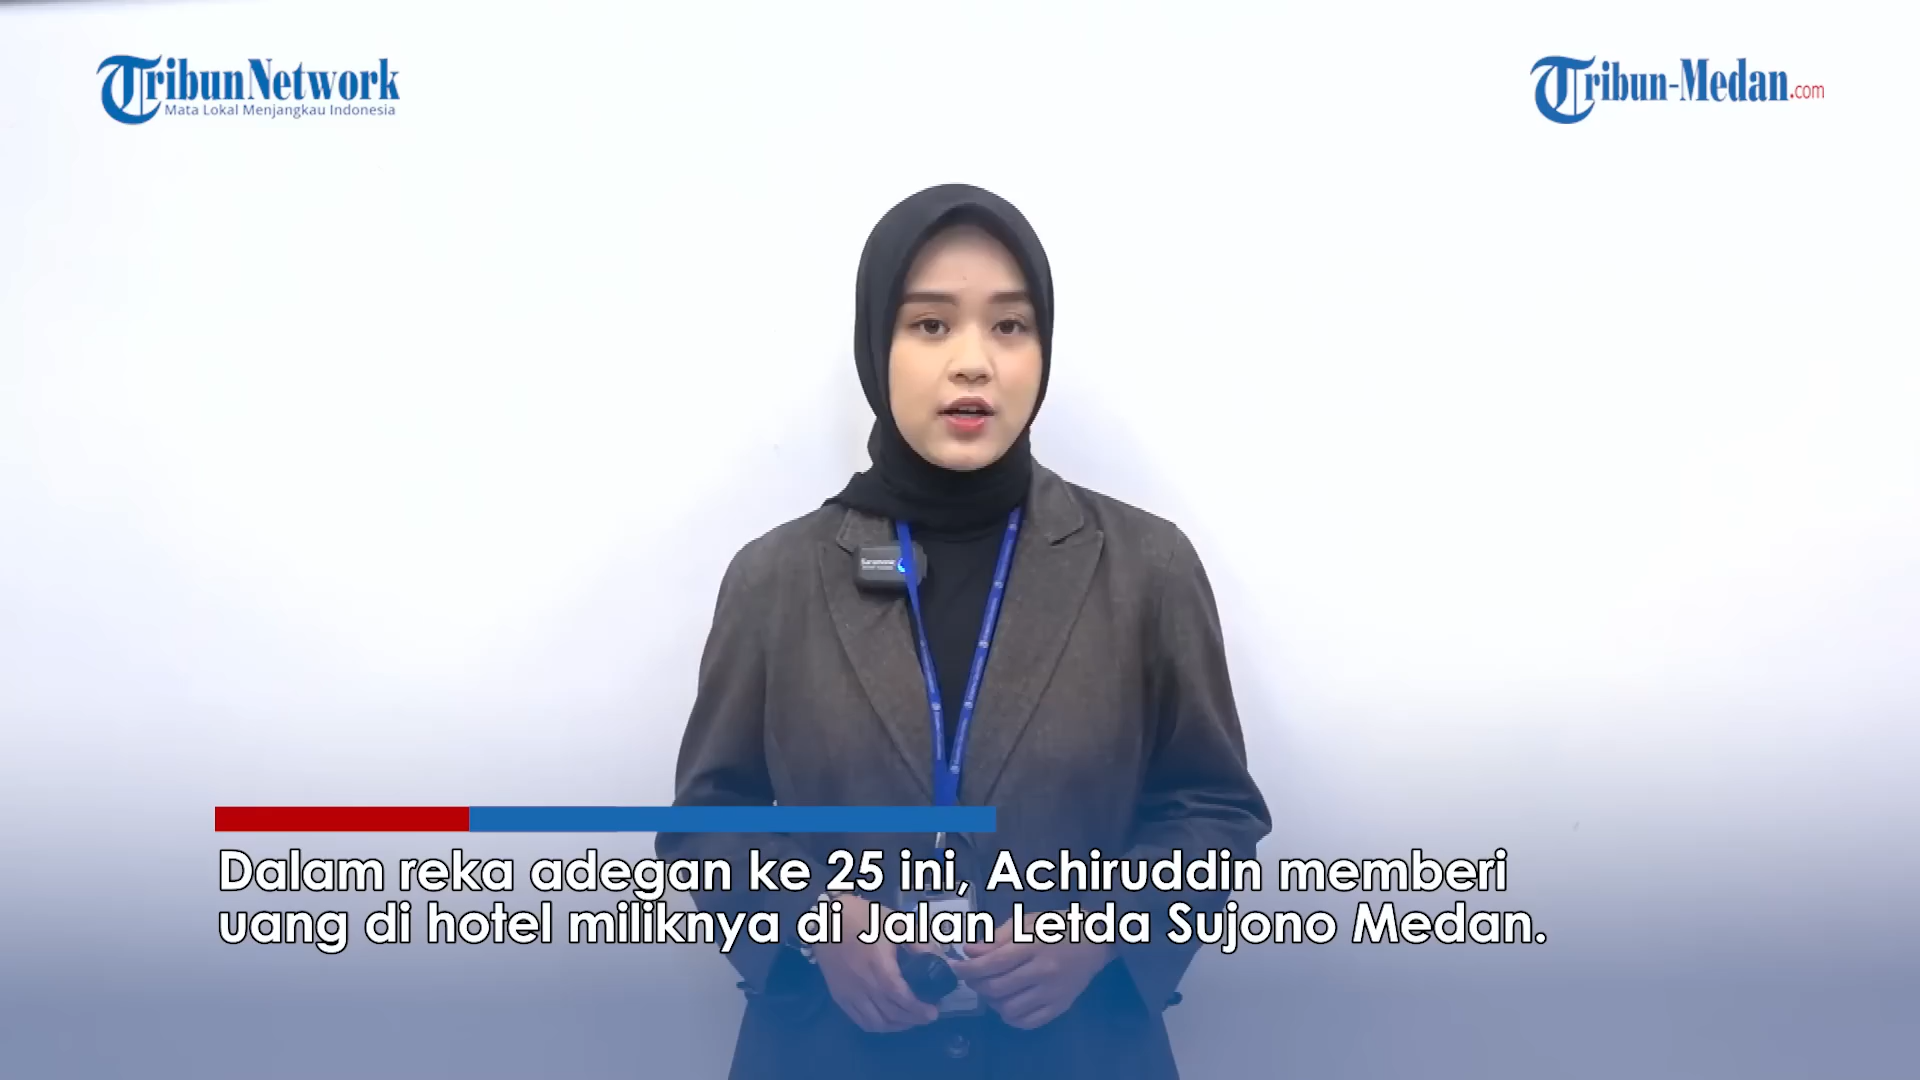 TribunNetwork
Mata Lokal Menjangkau Indonesia
Tribun-Medan.com
Saramonic
Dalam reka adegan ke 25 ini, Achiruddin memberi
uang di hotel miliknya di Jalan Letda Sujono Medan.